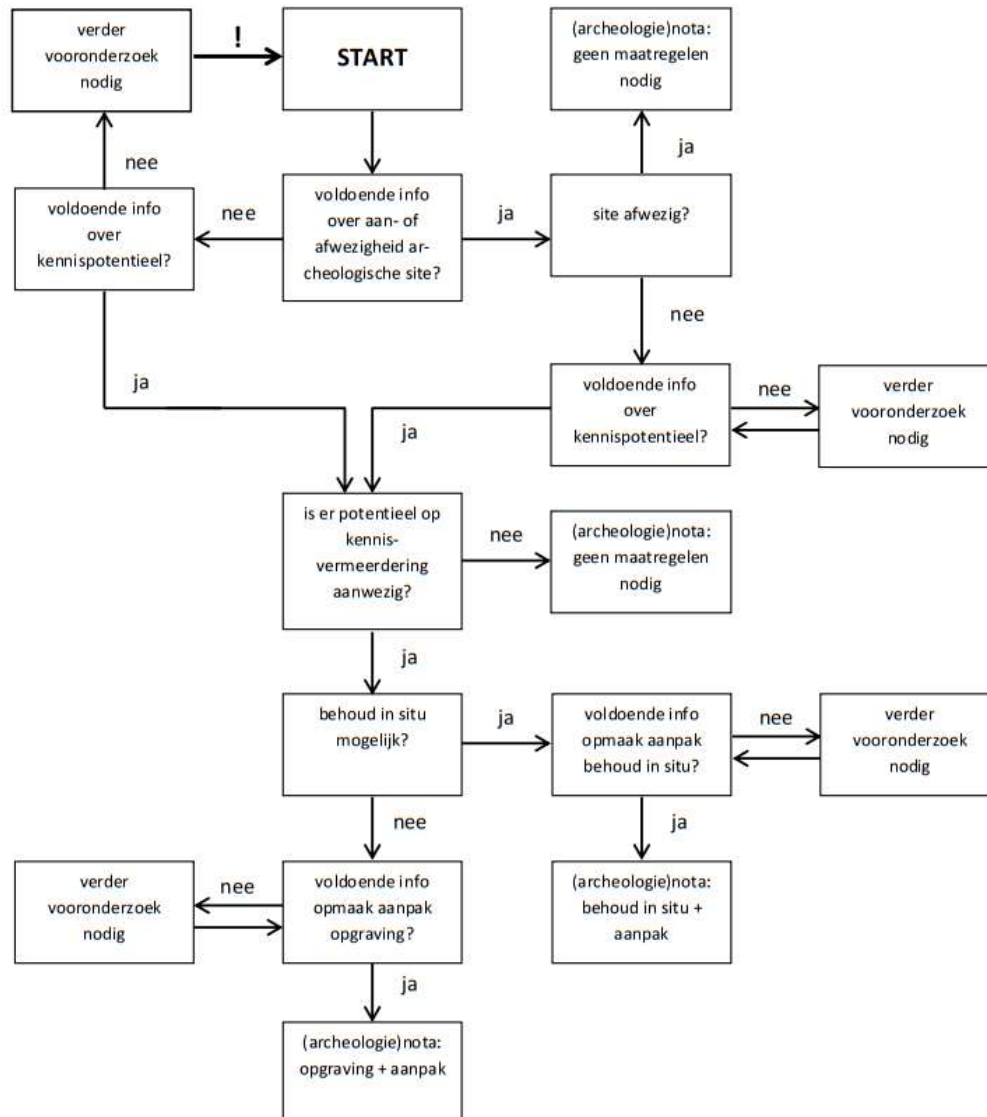 verder
vooronderzoek
nodig
!
START
(archeologie)nota:
geen maatregelen
nodig
nee
ja
voldoende info
over
kennispotentieel?
nee
voldoende info
over aan- of
afwezigheid ar-
cheologische site?
ja
site afwezig?
nee
ja
voldoende info
over
kennispotentieel?
nee
verder
vooronderzoek
nodig
ja
is er potentieel op
kennis-
vermeerdering
aanwezig?
nee
(archeologie)nota:
geen maatregelen
nodig
ja
behoud in situ
mogelijk?
ja
voldoende info
opmaak aanpak
behoud in situ?
nee
verder
vooronderzoek
nodig
nee
ja
verder
vooronderzoek
nodig
nee
voldoende info
opmaak aanpak
opgraving?
(archeologie)nota:
behoud in situ +
aanpak
ja
(archeologie)nota:
opgraving + aanpak